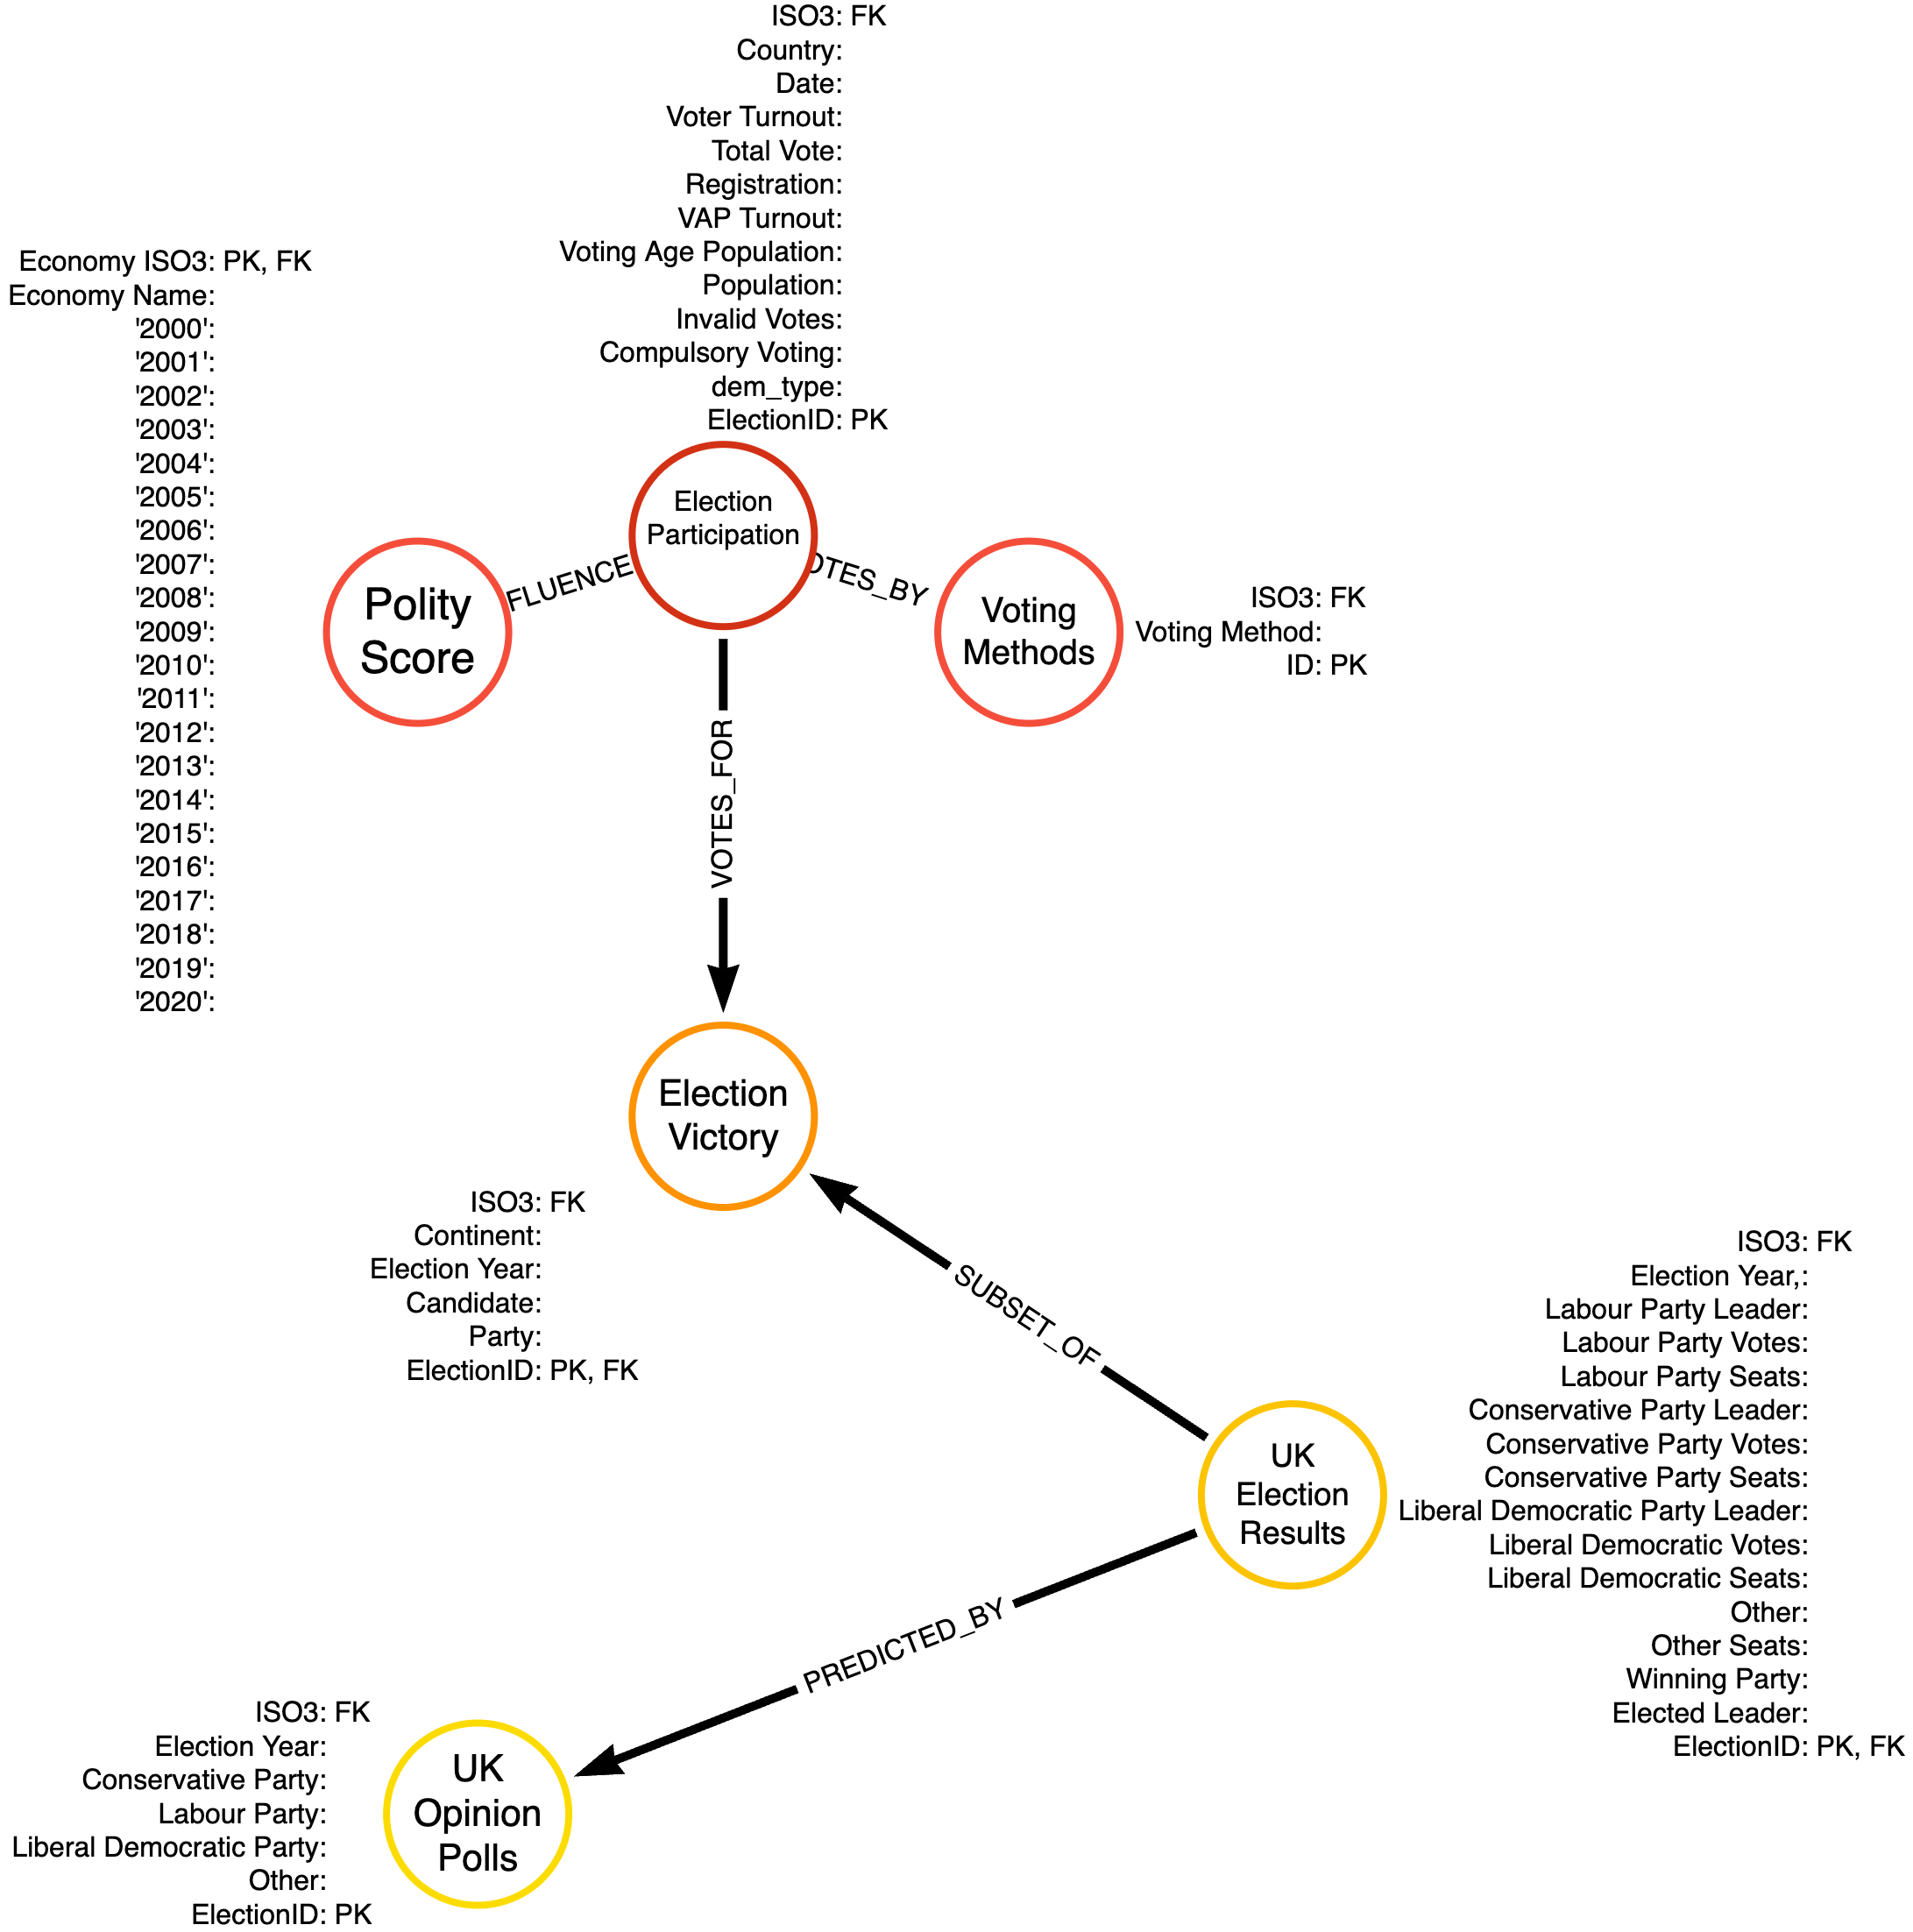 ISO3: FK
Country:
Date:
Voter Turnout:
Total Vote:
Registration:
VAP Turnout:
Voting Age Population:
Population:
Invalid Votes:
Compulsory Voting:
dem_type:
ElectionID: PK
Economy ISO3: PK, FK
Economy Name:
'2000':
'2001':
'2002':
'2003':
'2004':
'2005':
'2006':
'2007':
'2008':
'2009':
'2010':
'2011':
'2012':
'2013':
'2014':
'2015':
'2016':
'2017':
'2018':
'2019':
'2020':
Election
Participation
FLUENCE
OTES_BY
Polity
Score
Voting
Methods
ISO3: FK
Voting Method:
ID: PK
VOTES_FOR
Election
Victory
ISO3: FK
Continent:
Election Year:
Candidate:
Party:
ElectionID: PK, FK
SUBSET_OF
UK
Election
Results
ISO3: FK
Election Year,:
Labour Party Leader:
Labour Party Votes:
Labour Party Seats:
Conservative Party Leader:
Conservative Party Votes:
Conservative Party Seats:
Liberal Democratic Party Leader:
Liberal Democratic Votes:
Liberal Democratic Seats:
Other:
Other Seats:
Winning Party:
Elected Leader:
ElectionID: PK, FK
PREDICTED_BY
UK
Opinion
Polls
ISO3: FK
Election Year:
Conservative Party:
Labour Party:
Liberal Democratic Party:
Other:
ElectionID: PK